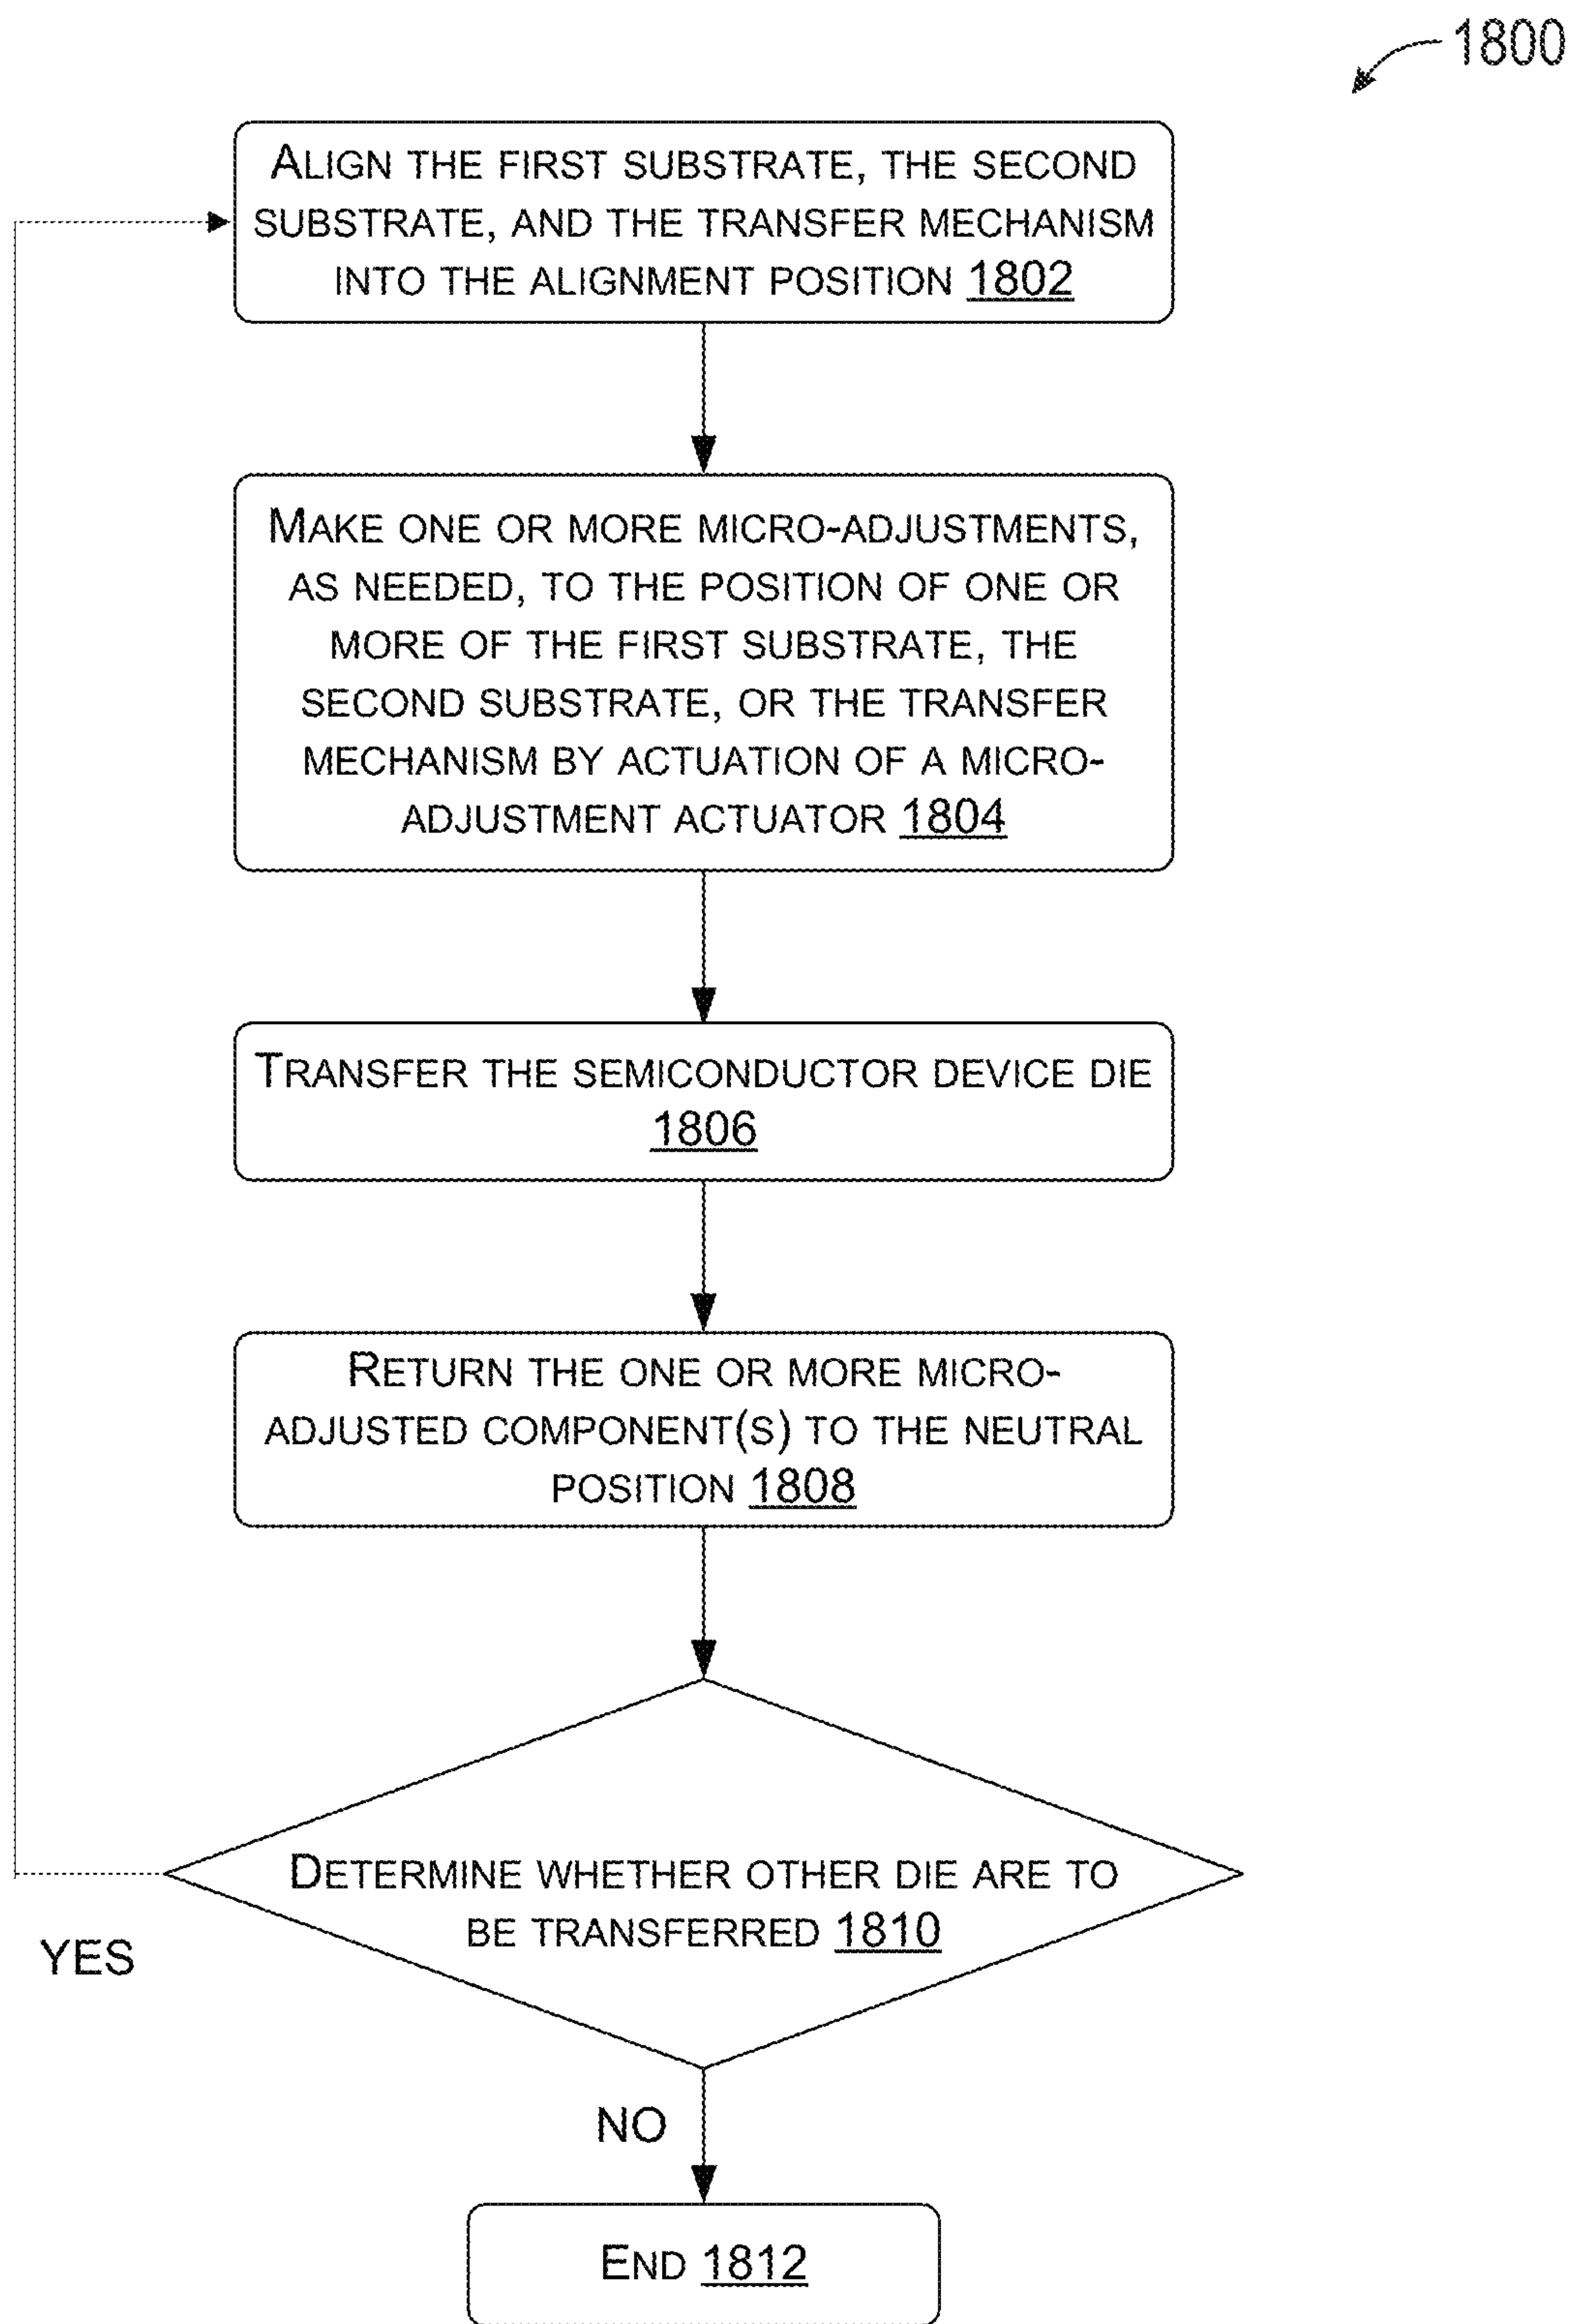 1800
ALIGN THE FIRST SUBSTRATE, THE SECOND
SUBSTRATE, AND THE TRANSFER MECHANISM
INTO THE ALIGNMENT POSITION 1802
MAKE ONE OR MORE MICRO-ADJUSTMENTS,
AS NEEDED, TO THE POSITION OF ONE OR
MORE OF THE FIRST SUBSTRATE, THE
SECOND SUBSTRATE, OR THE TRANSFER
MECHANISM BY ACTUATION OF A MICRO-
ADJUSTMENT ACTUATOR 1804
TRANSFER THE SEMICONDUCTOR DEVICE DIE
1806
RETURN THE ONE OR MORE MICRO-
ADJUSTED COMPONENT(S) TO THE NEUTRAL
POSITION 1808
DETERMINE WHETHER OTHER DIE ARE TO
BE TRANSFERRED 1810
YES
NO
END 1812